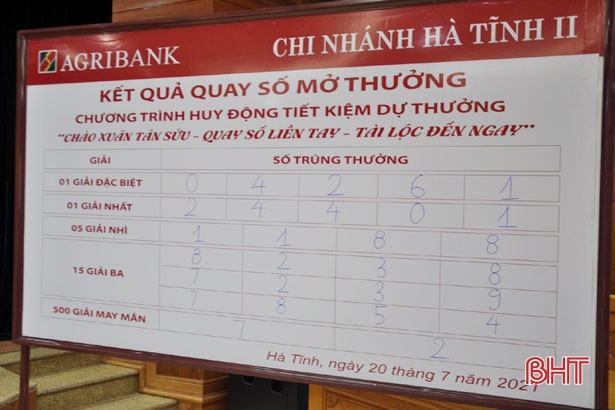 AGRIBANK
CHI NHÁNH HÀ TĨNH II
KẾT QUẢ QUAY SỐ MỞ THƯỞNG
CHƯƠNG TRÌNH HUY ĐỘNG TIẾT KIỆM DỰ THƯỞNG
"CHÀO XUÂN TÂN SỬU - QUAY SỐ LIỀN TAY - TÀI LỘC ĐẾN NGAY"
GIẢI SỐ TRÚNG THƯỞNG
01 GIẢI ĐẶC BIỆT 0 4 2 6 1
01 GIẢI NHẤT 2 4 4 0 1
05 GIẢI NHÌ 1 1 8 8
15 GIẢI BA 8 2 3 8
7 2 3 9
7 8 5 4
500 GIẢI MAY MẮN 7 2
Hà Tĩnh, ngày 20 tháng 7 năm 2021
BHT